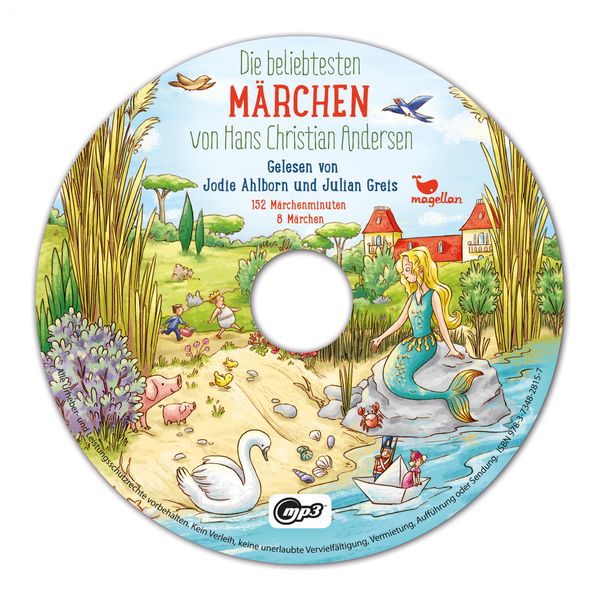 Die beliebtesten
MÄRCHEN
von Hans Christian Andersen
Gelesen von
Jodie Ahlborn und Julian Greis
152 Märchenminuten
8 Märchen
magellan
mp3
Alle Urheber- und Leistungsschutzrechte vorbehalten. Kein Verleih, keine unerlaubte Vervielfältigung, Vermietung, Aufführung oder Sendung. ISBN 978-3-7348-2815-7